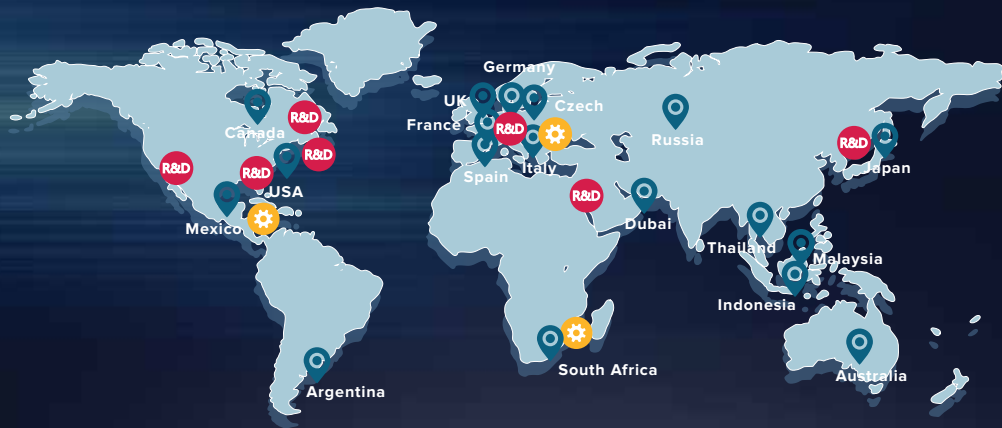 Germany
UK
Czech
France
R&D
Canada
R&D
R&D
Russia
R&D
Japan
R&D
R&D
Italy
Spain
USA
R&D
Mexico
Dubai
Thailand
Malaysia
Indonesia
South Africa
Australia
Argentina